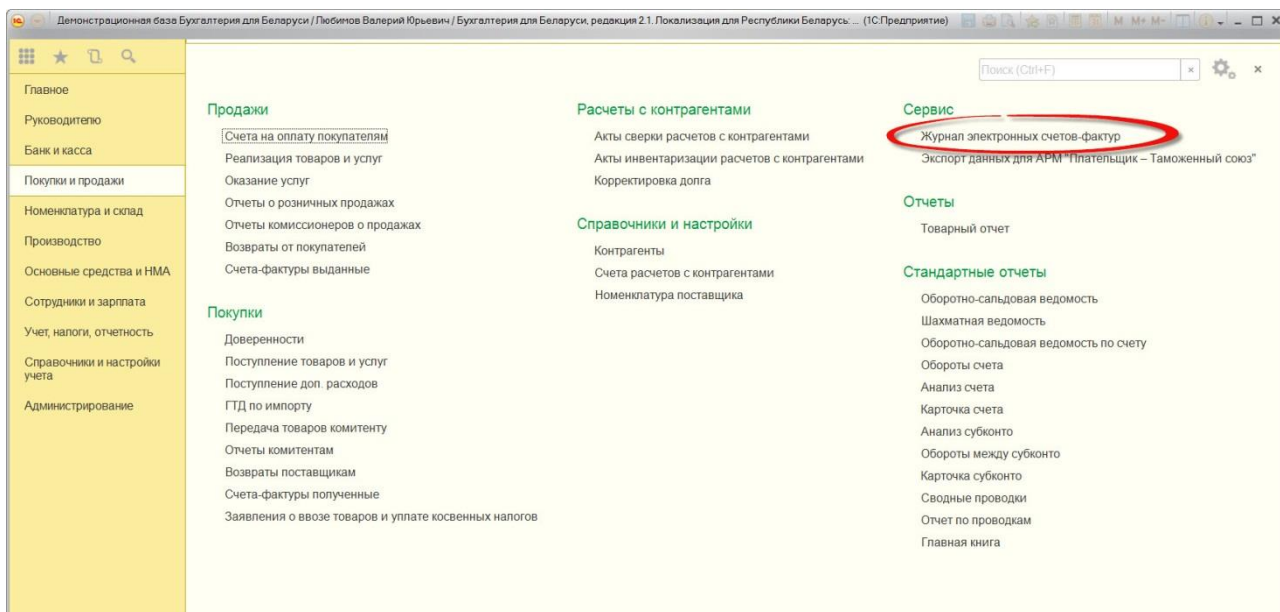 Демонстрационная база Бухгалтерия для Беларуси / Любимов Валерий Юрьевич / Бухгалтерия для Беларуси, редакция 2.1. Локализация для Республики Беларусь: ... (1С:Предприятие)
M M+ M-
Поиск (Ctrl+F)
Главное
Руководителю
Банк и касса
Покупки и продажи
Номенклатура и склад
Производство
Основные средства и НМА
Сотрудники и зарплата
Учет, налоги, отчетность
Справочники и настройки
учета
Администрирование
Продажи
Счета на оплату покупателям
Реализация товаров и услуг
Оказание услуг
Отчеты о розничных продажах
Отчеты комиссионеров о продажах
Возвраты от покупателей
Счета-фактуры выданные
Покупки
Доверенности
Поступление товаров и услуг
Поступление доп. расходов
ГТД по импорту
Передача товаров комитенту
Отчеты комитентам
Возвраты поставщикам
Счета-фактуры полученные
Заявления о ввозе товаров и уплате косвенных налогов
Расчеты с контрагентами
Акты сверки расчетов с контрагентами
Акты инвентаризации расчетов с контрагентами
Корректировка долга
Справочники и настройки
Контрагенты
Счета расчетов с контрагентами
Номенклатура поставщика
Сервис
Журнал электронных счетов-фактур
Экспорт данных для АРМ "Плательщик – Таможенный союз"
Отчеты
Товарный отчет
Стандартные отчеты
Оборотно-сальдовая ведомость
Шахматная ведомость
Оборотно-сальдовая ведомость по счету
Обороты счета
Анализ счета
Карточка счета
Анализ субконто
Обороты между субконто
Карточка субконто
Сводные проводки
Отчет по проводкам
Главная книга